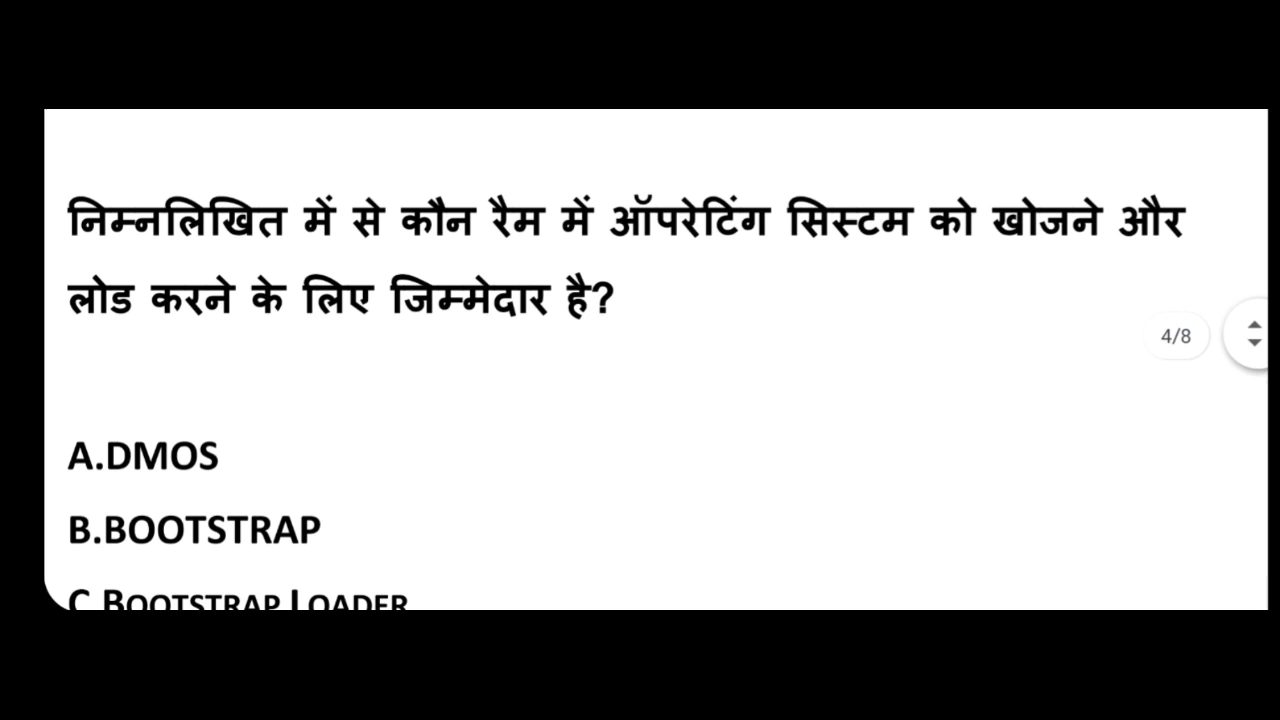 निम्नलिखित में से कौन रैम में ऑपरेटिंग सिस्टम को खोजने और
लोड करने के लिए जिम्मेदार है?
4/8
A.DMOS
B.BOOTSTRAP
C.BOOTSTRAP LOADER